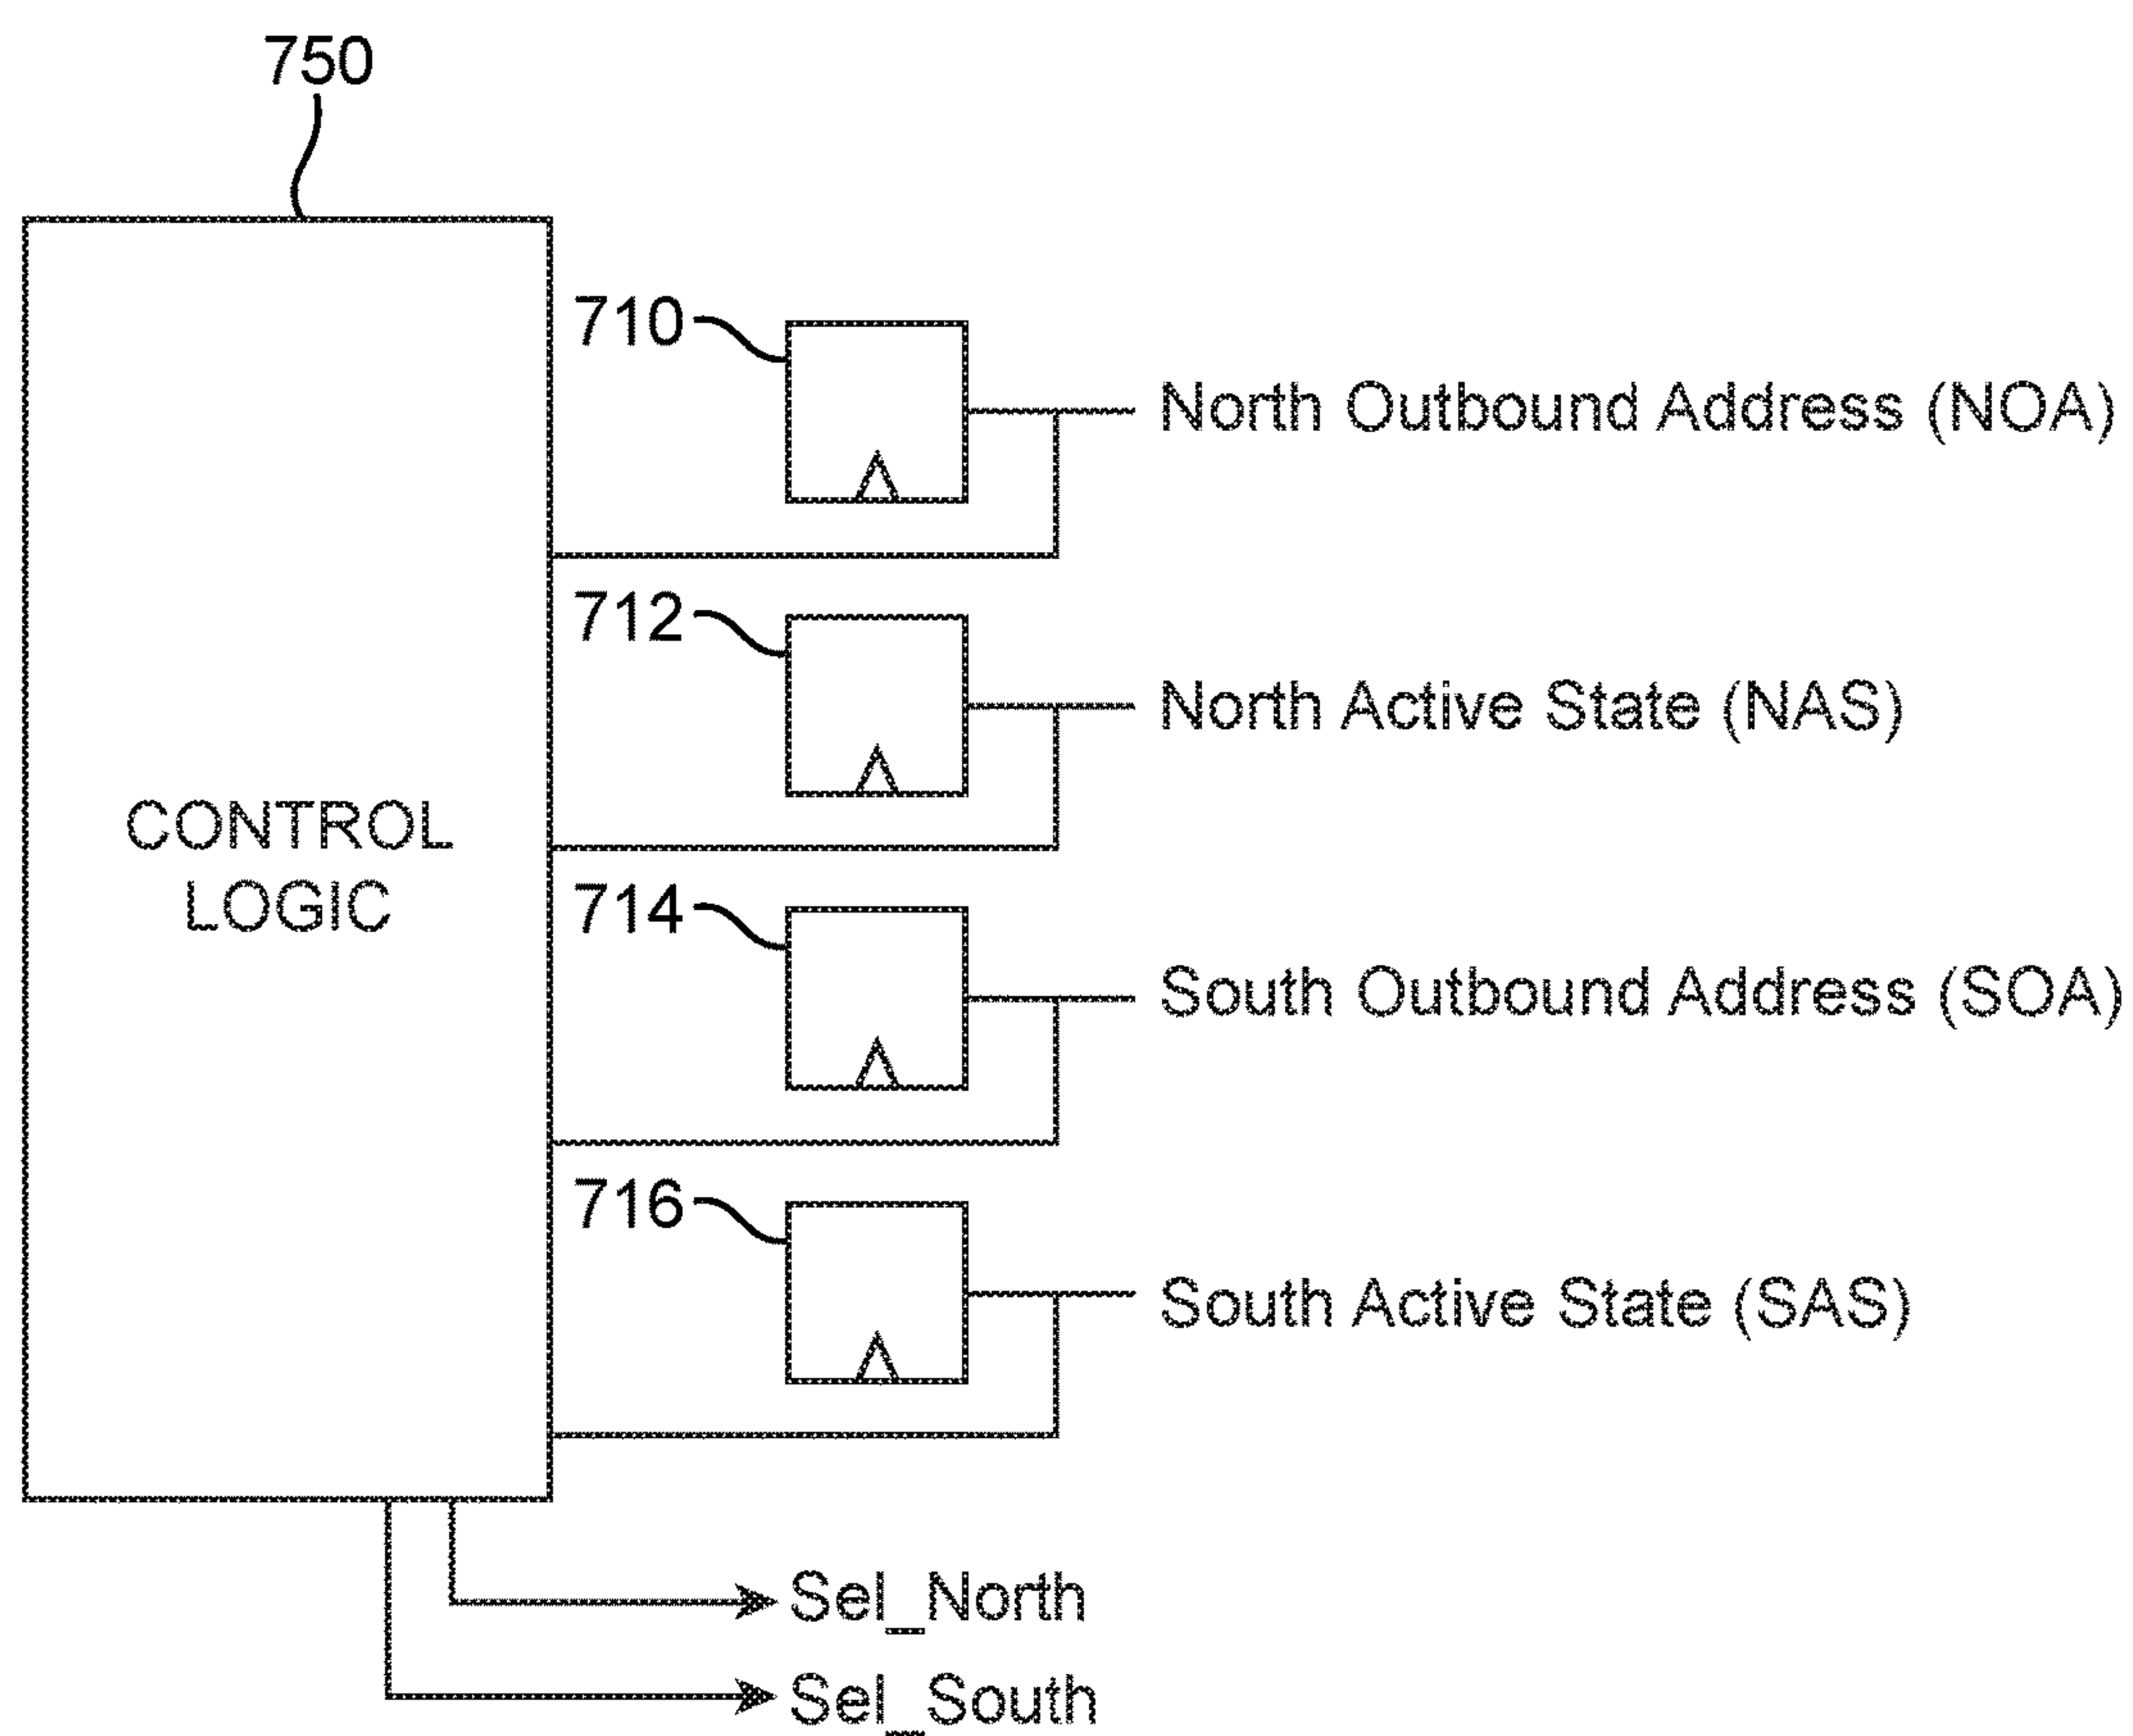 750
710
North Outbound Address (NOA)
712
North Active State (NAS)
CONTROL
LOGIC
714
South Outbound Address (SOA)
716
South Active State (SAS)
Sel_North
Sel_South